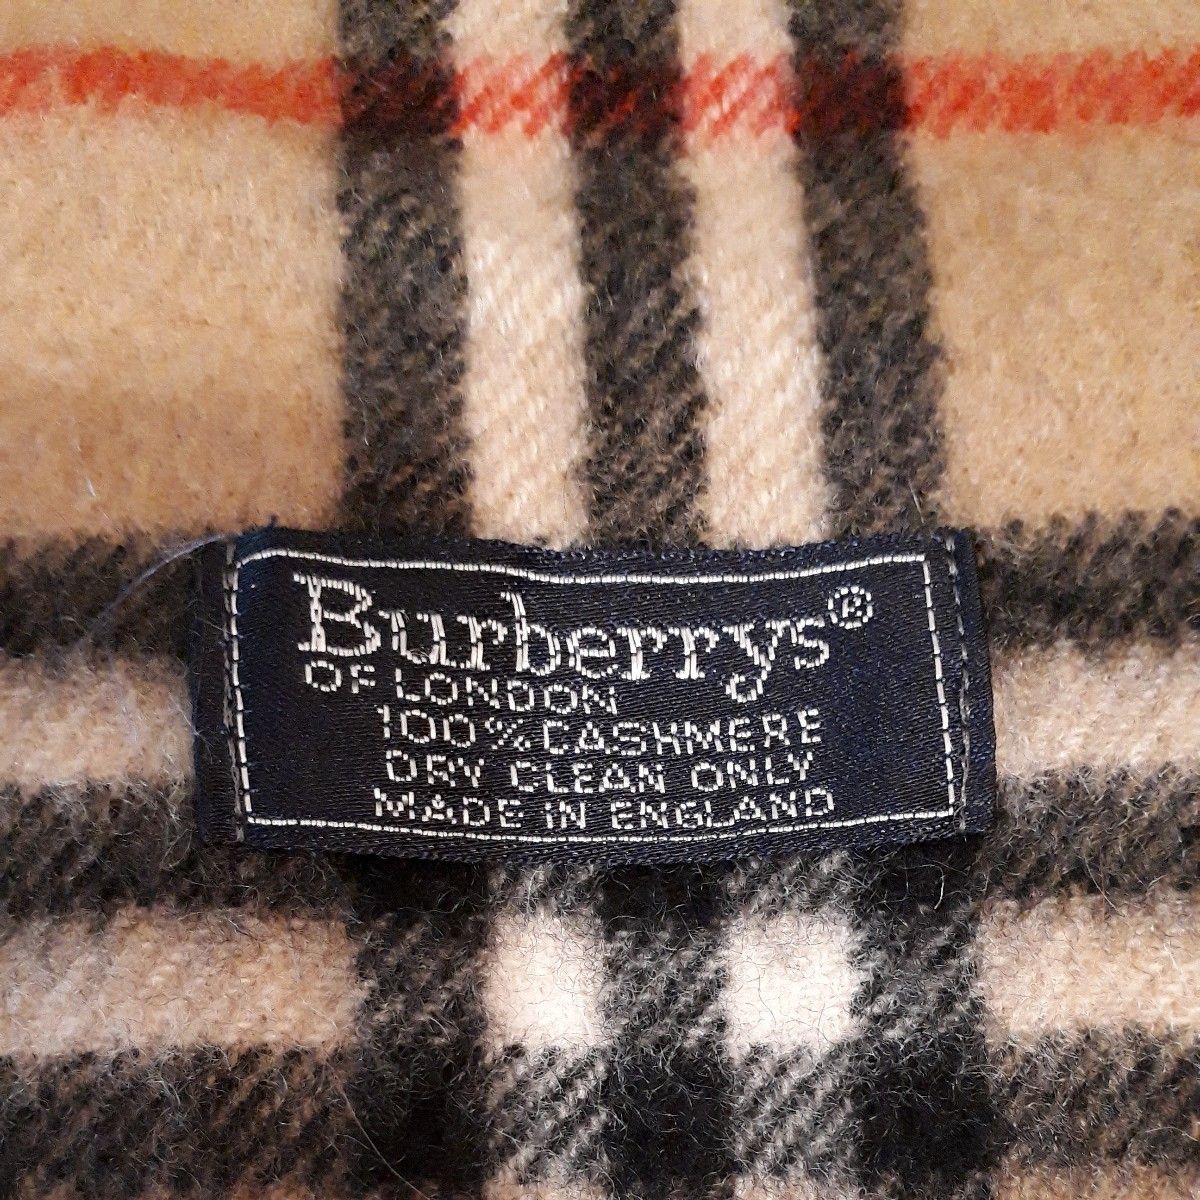 Burberrys®
OF LONDON
100% CASHMERE
DRY CLEAN ONLY
MADE IN ENGLAND